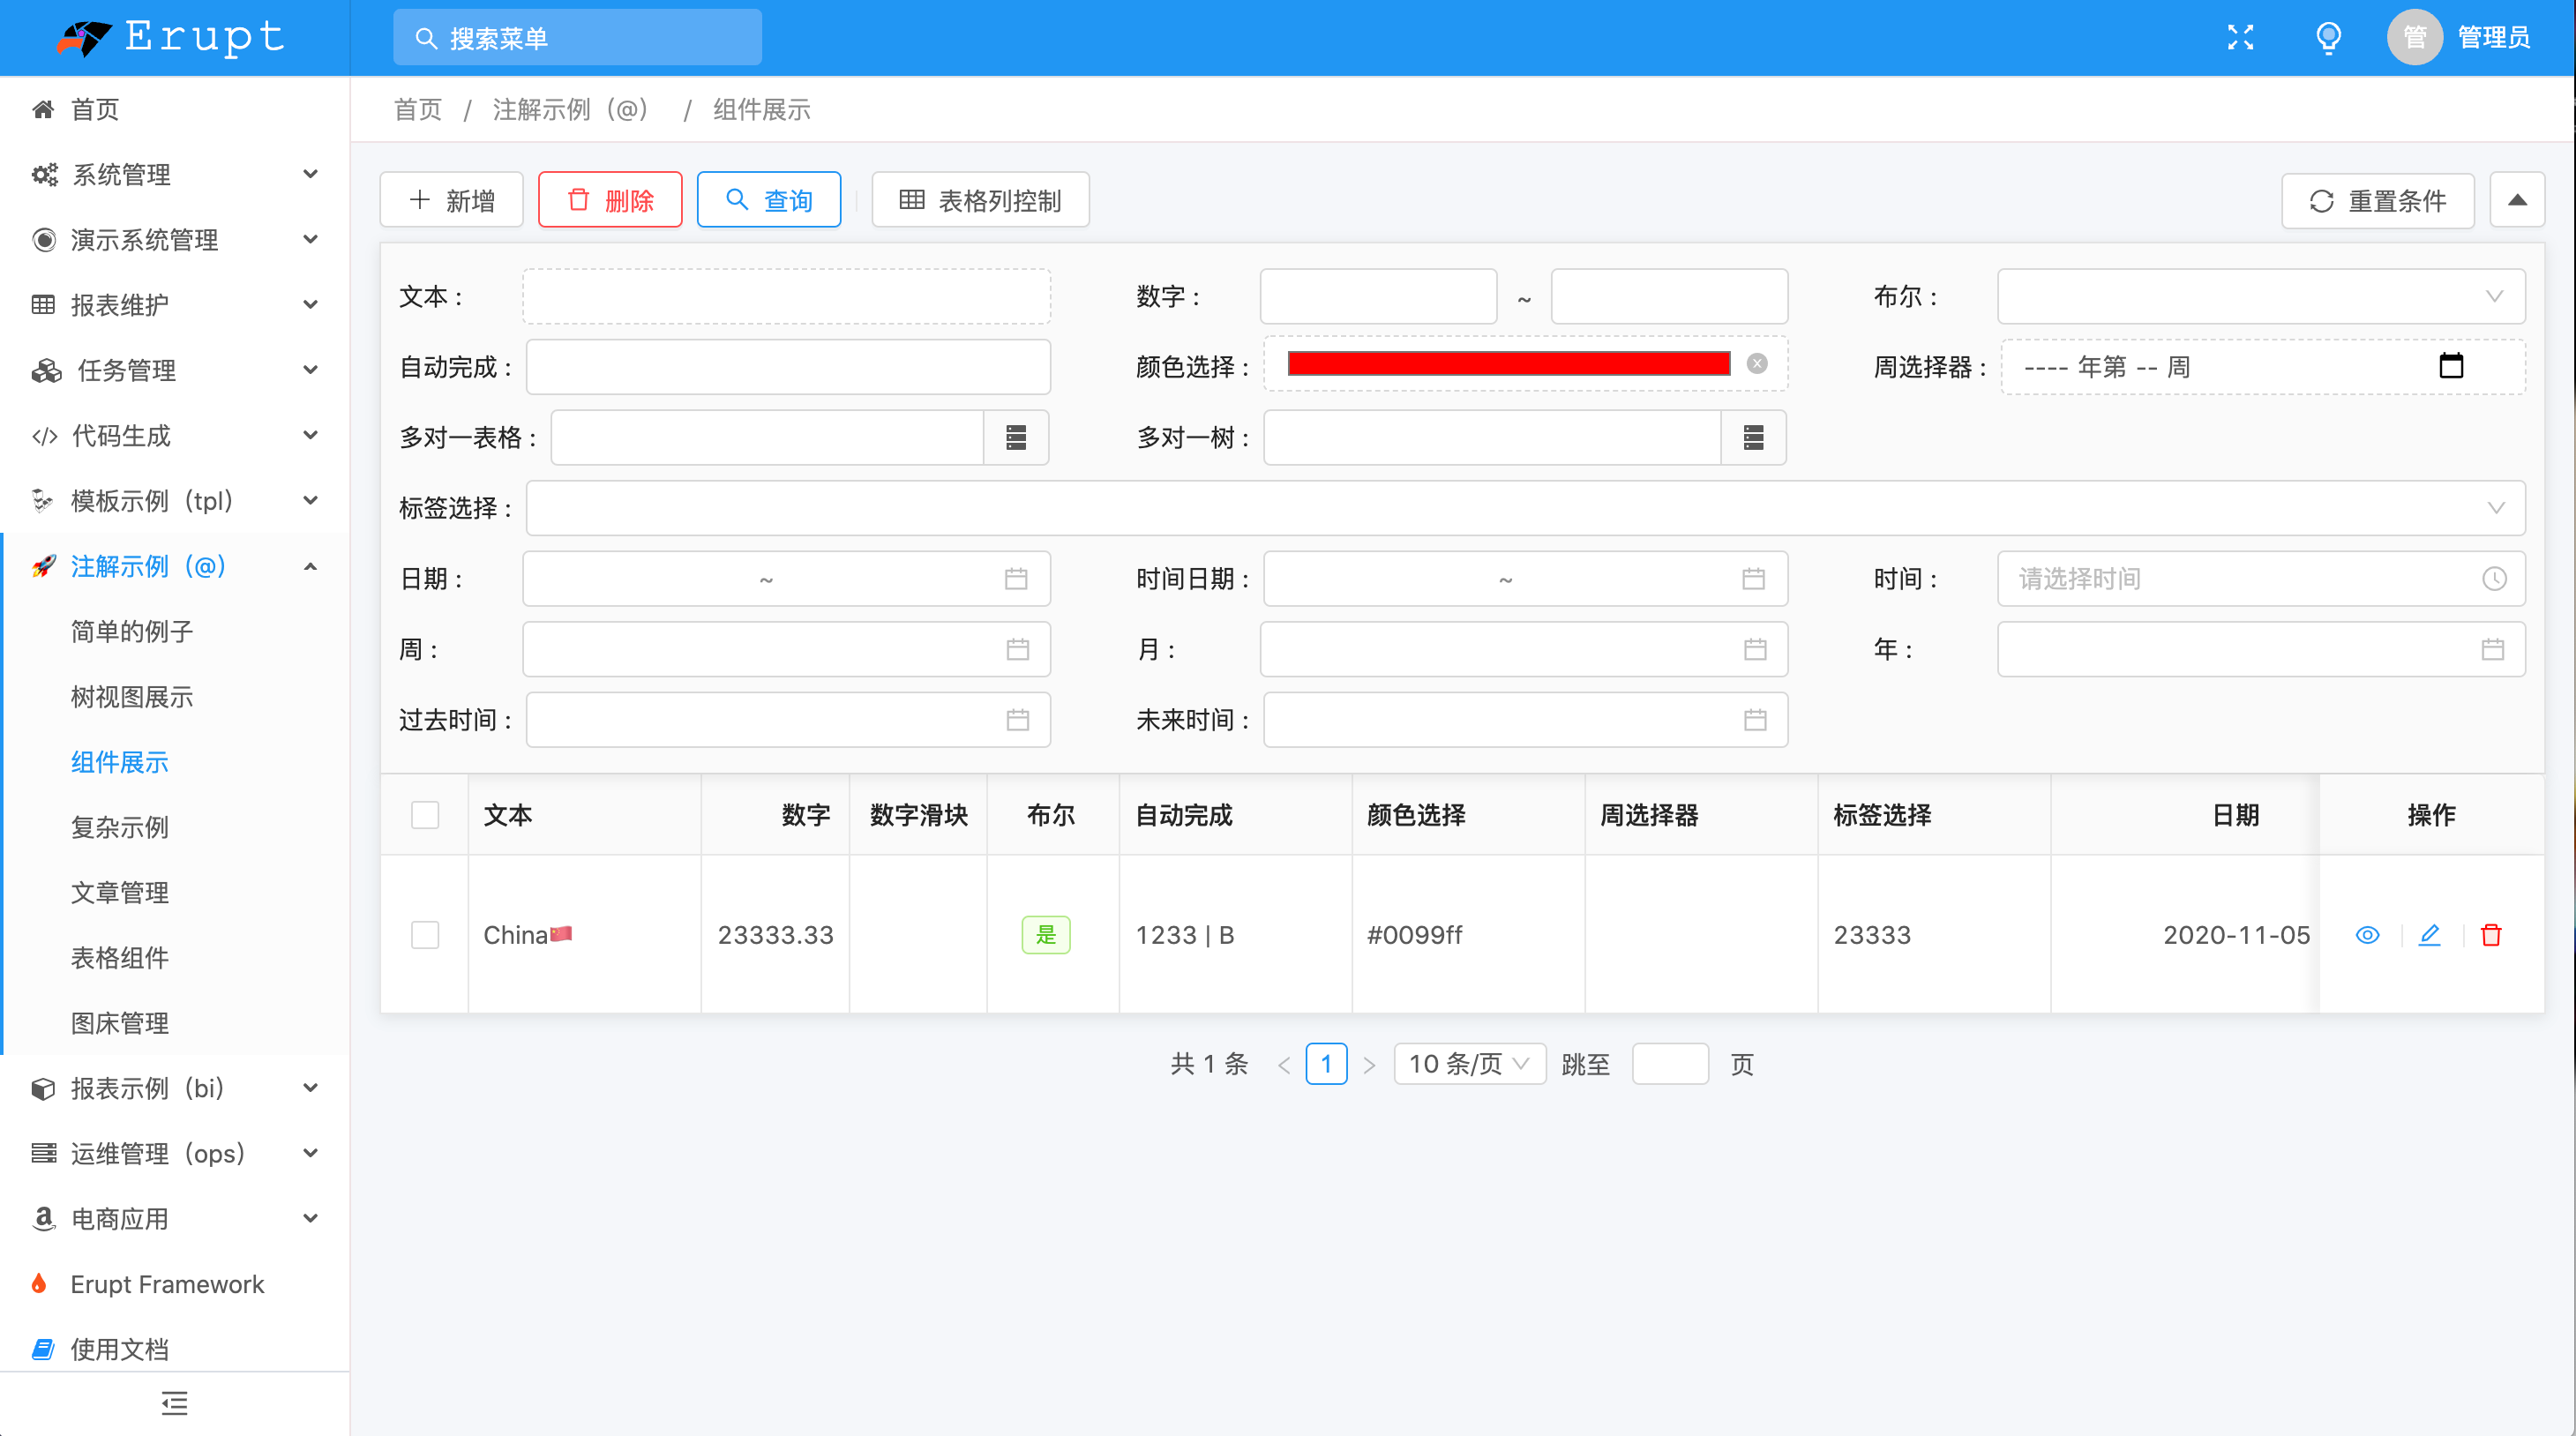 Erupt
搜索菜单
管 管理员
首页
系统管理
演示系统管理
报表维护
任务管理
代码生成
模板示例（tpl）
注解示例（@）
简单的例子
树视图展示
组件展示
复杂示例
文章管理
表格组件
图床管理
报表示例（bi）
运维管理（ops）
电商应用
Erupt Framework
使用文档
首页 / 注解示例（@） / 组件展示
新增 删除 查询 表格列控制 重置条件
文本 : 数字 : ~ 布尔 :
自动完成 : 颜色选择 : 周选择器 : ---- 年第 -- 周
多对一表格 : 多对一树 :
标签选择 :
日期 : ~ 时间日期 : ~ 时间 : 请选择时间
周 : 月 : 年 :
过去时间 : 未来时间 :
文本 数字 数字滑块 布尔 自动完成 颜色选择 周选择器 标签选择 日期 操作
China🇨🇳 23333.33 是 1233 | B #0099ff 23333 2020-11-05
共 1 条 < 1 > 10 条/页 跳至 页